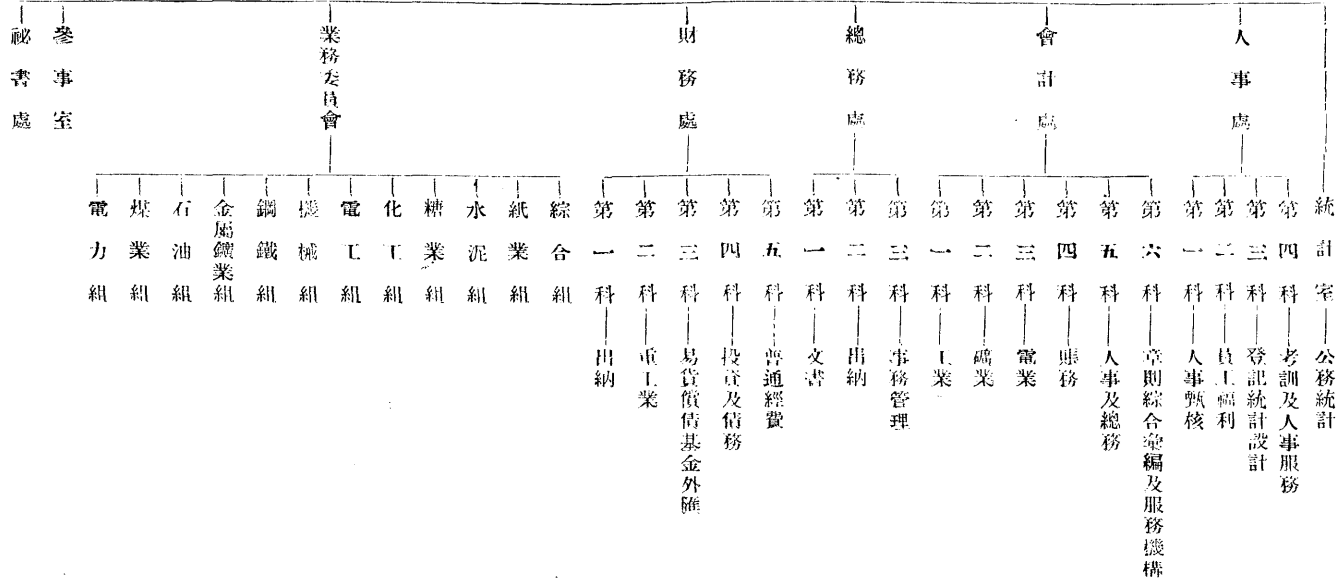 祕書處
參事室
業務委員會
電力組
煤業組
石油組
金屬鑛業組
鋼鐵組
機械組
電工組
化工組
糖業組
水泥組
紙業組
綜合組
財務處
第一科 出納
第二科 重工業
第三科 易貨償債基金外匯
第四科 投資及債務
第五科 普通經費
總務處
第一科 文書
第二科 出納
第三科 事務管理
會計處
第一科 工業
第二科 礦業
第三科 電業
第四科 賬務
第五科 人事及總務
第六科 章則綜合彙編及服務機構
人事處
第一科 人事甄核
第二科 員工福利
第三科 登記統計設計
第四科 考訓及人事服務
統計室 公務統計